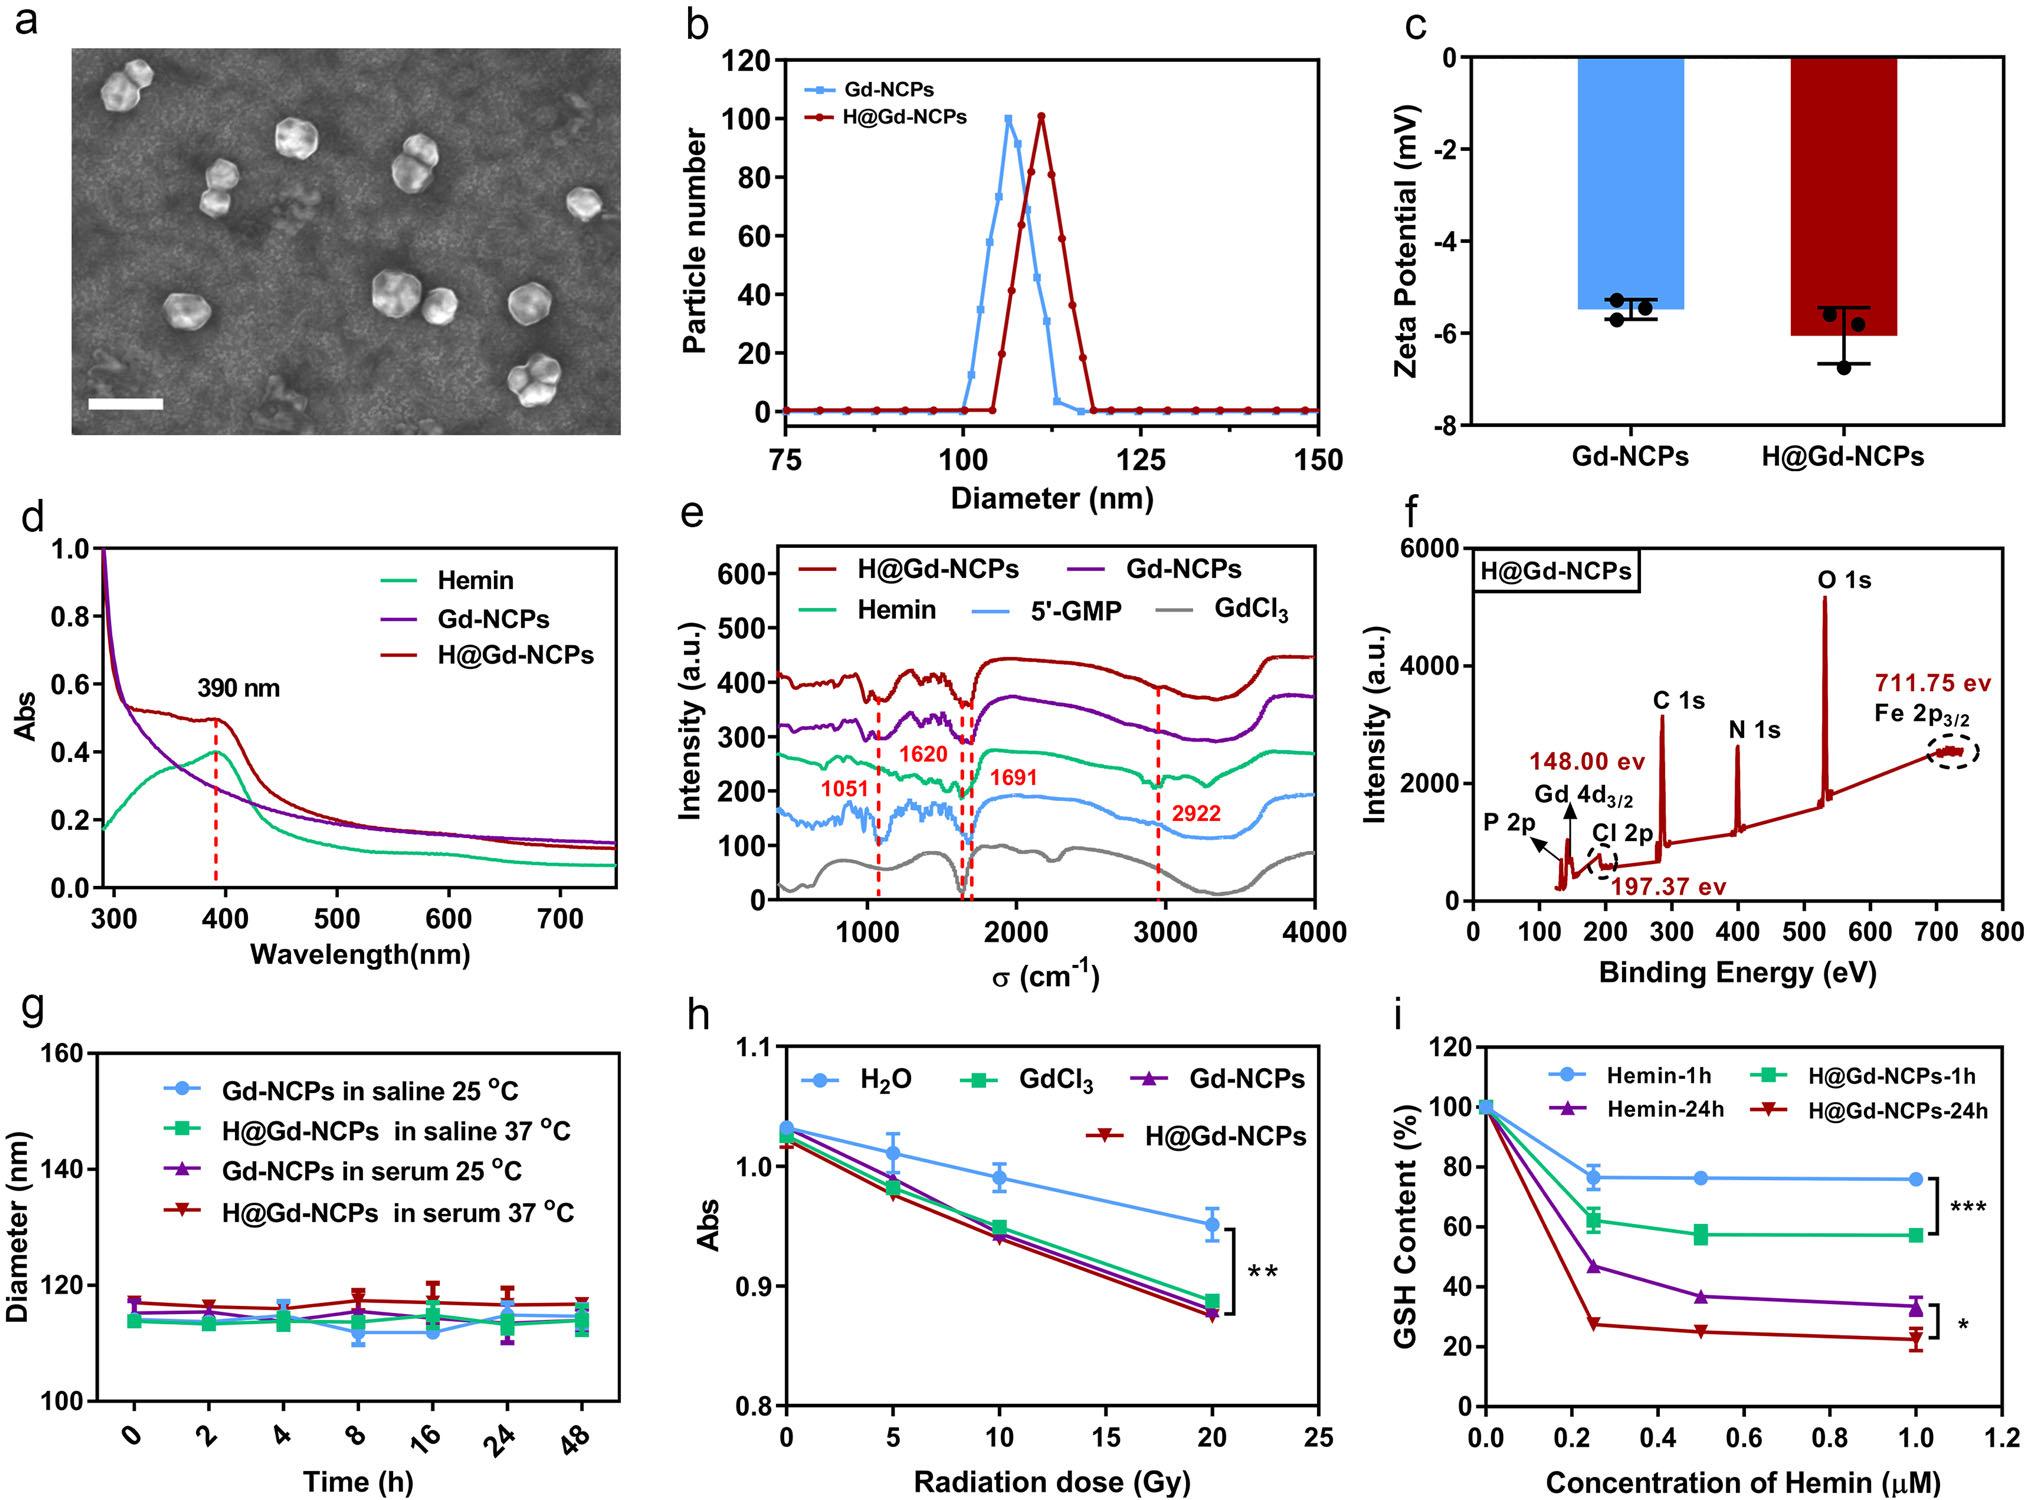 a
b
120
100
80
60
40
20
0
Particle number
Gd-NCPs
H@Gd-NCPs
75
100
125
150
Diameter (nm)
c
0
-2
-4
-6
-8
Zeta Potential (mV)
Gd-NCPs
H@Gd-NCPs
d
1.0
0.8
0.6
0.4
0.2
0.0
Abs
Hemin
Gd-NCPs
H@Gd-NCPs
390 nm
300
400
500
600
700
Wavelength(nm)
e
600
500
400
300
200
100
0
Intensity (a.u.)
H@Gd-NCPs
Gd-NCPs
Hemin
5'-GMP
GdCl3
1620
1051
1691
2922
1000
2000
3000
4000
σ (cm-1)
f
6000
4000
2000
0
Intensity (a.u.)
H@Gd-NCPs
O 1s
711.75 ev
Fe 2p3/2
C 1s
N 1s
148.00 ev
Gd 4d3/2
P 2p
Cl 2p
197.37 ev
0
100
200
300
400
500
600
700
800
Binding Energy (eV)
g
160
140
120
100
Diameter (nm)
Gd-NCPs in saline 25 oC
H@Gd-NCPs in saline 37 oC
Gd-NCPs in serum 25 oC
H@Gd-NCPs in serum 37 oC
0
2
4
8
16
24
48
Time (h)
h
1.1
1.0
0.9
0.8
Abs
H2O
GdCl3
Gd-NCPs
H@Gd-NCPs
**
0
5
10
15
20
25
Radiation dose (Gy)
i
120
100
80
60
40
20
0
GSH Content (%)
Hemin-1h
H@Gd-NCPs-1h
Hemin-24h
H@Gd-NCPs-24h
***
*
0.0
0.2
0.4
0.6
0.8
1.0
1.2
Concentration of Hemin (μM)